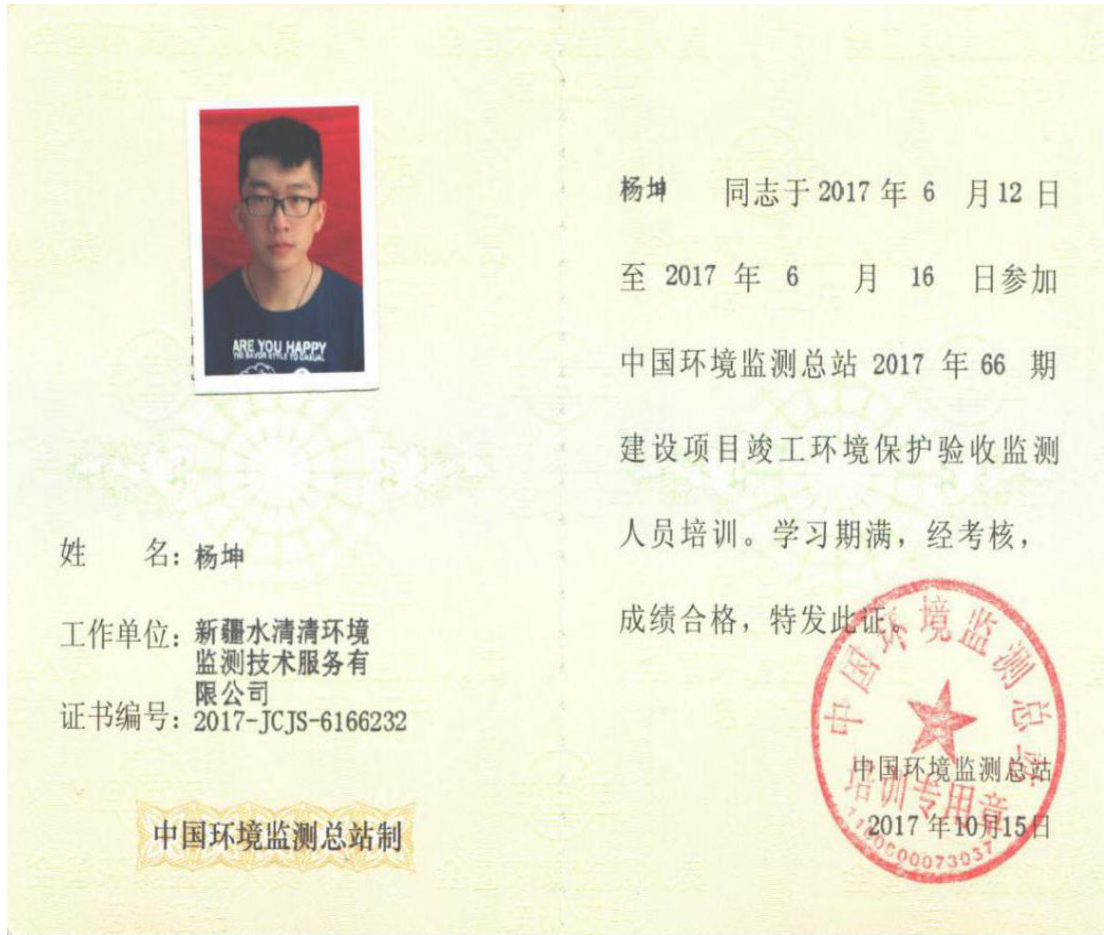 ARE YOU HAPPY
姓 名：杨坤
工作单位：新疆水清清环境
监测技术服务有
限公司
证书编号：2017-JCJS-6166232
中国环境监测总站制
杨坤 同志于 2017 年 6 月 12 日
至 2017 年 6 月 16 日参加
中国环境监测总站 2017 年 66 期
建设项目竣工环境保护验收监测
人员培训。学习期满，经考核，
成绩合格，特发此证。
中国环境监测总站
培训专用章
中国环境监测总站
2017 年10月15日